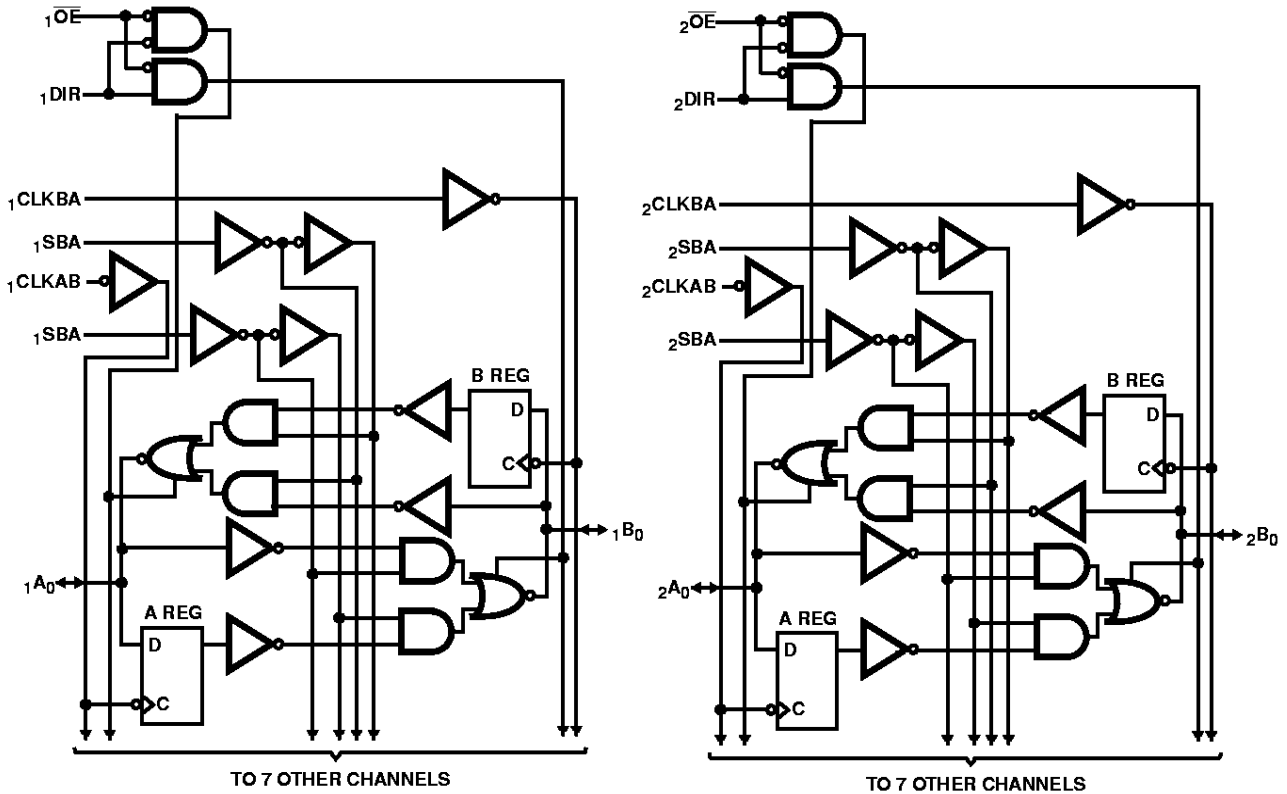 1OE
1DIR
1CLKBA
1SBA
1CLKAB
1SBA
B REG
D
C
1B0
1A0
A REG
D
C
TO 7 OTHER CHANNELS
2OE
2DIR
2CLKBA
2SBA
2CLKAB
2SBA
B REG
D
C
2B0
2A0
A REG
D
C
TO 7 OTHER CHANNELS